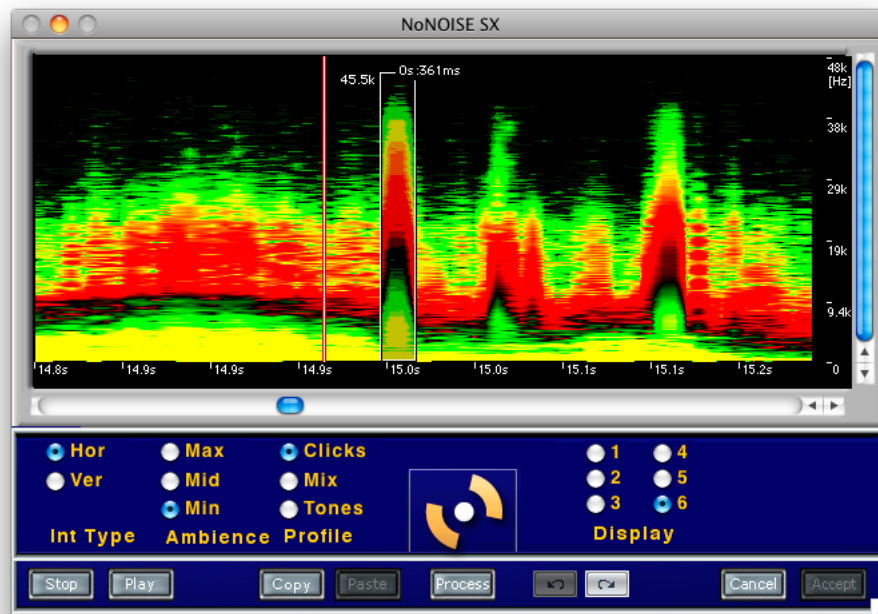 NoNOISE SX
45.5k
0s:361ms
48k
[Hz]
38k
29k
19k
9.4k
0
14.8s 14.9s 14.9s 14.9s 15.0s 15.0s 15.1s 15.1s 15.2s
Hor Max Clicks 1 4
Ver Mid Mix 2 5
Min Tones 3 6
Int Type Ambience Profile Display
Stop Play Copy Paste Process Cancel Accept